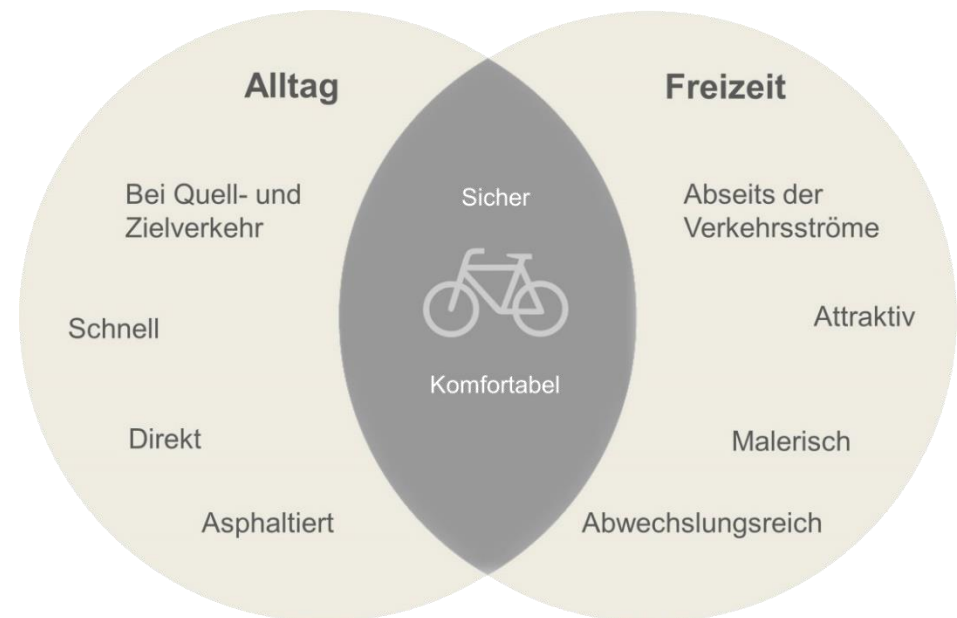 Alltag
Bei Quell- und
Zielverkehr
Schnell
Direkt
Asphaltiert
Sicher
Komfortabel
Freizeit
Abseits der
Verkehrsströme
Attraktiv
Malerisch
Abwechslungsreich